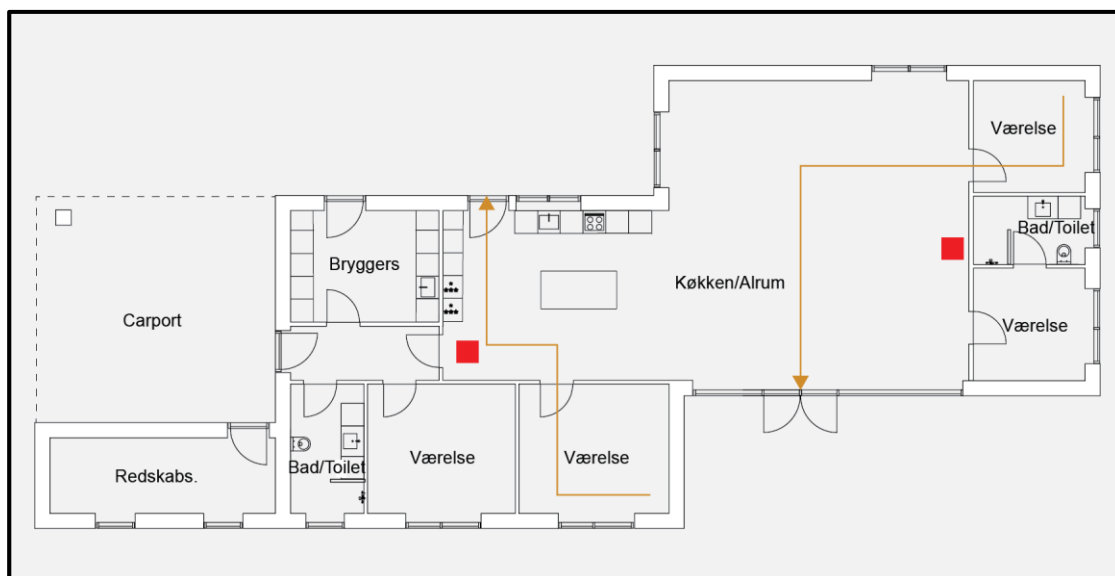 Værelse
Bad/Toilet
Bryggers
Køkken/Alrum
Carport
Værelse
Redskabs.
Bad/Toilet
Værelse
Værelse